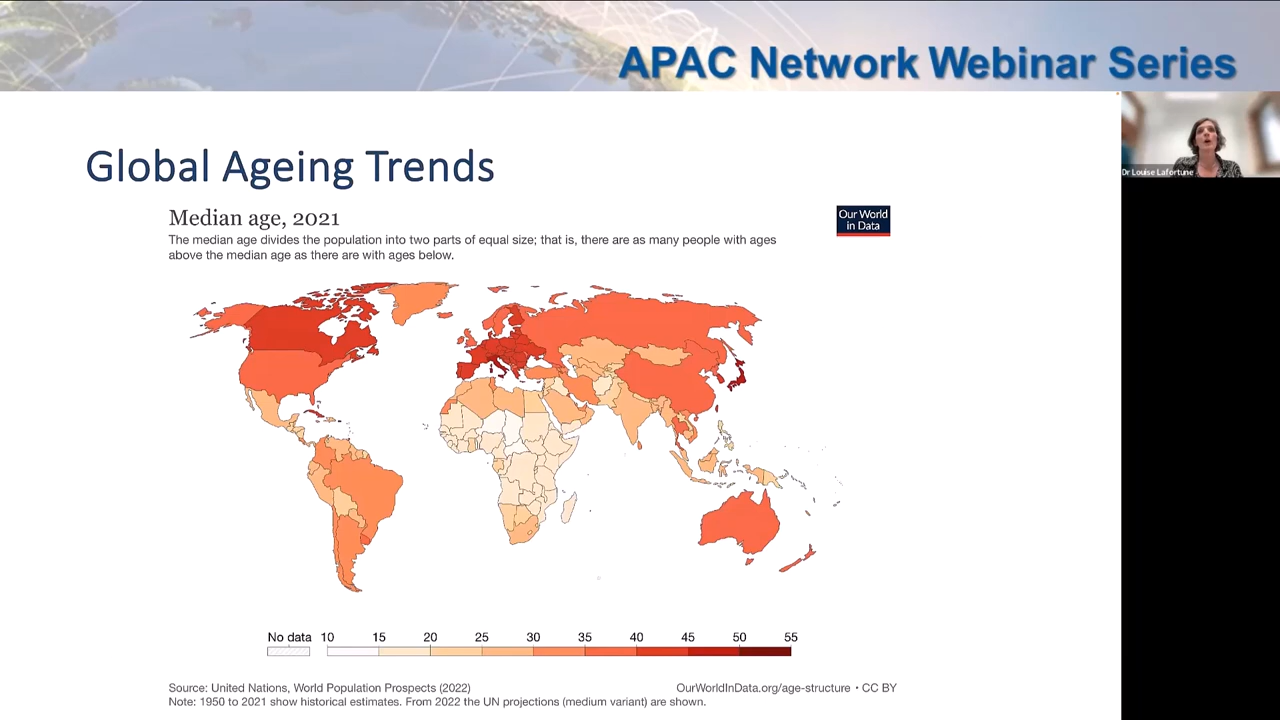 APAC Network Webinar Series
Dr Louise Lafortune
Global Ageing Trends
Median age, 2021
Our World
in Data
The median age divides the population into two parts of equal size; that is, there are as many people with ages
above the median age as there are with ages below.
No data 10 15 20 25 30 35 40 45 50 55
Source: United Nations, World Population Prospects (2022)
OurWorldInData.org/age-structure • CC BY
Note: 1950 to 2021 show historical estimates. From 2022 the UN projections (medium variant) are shown.